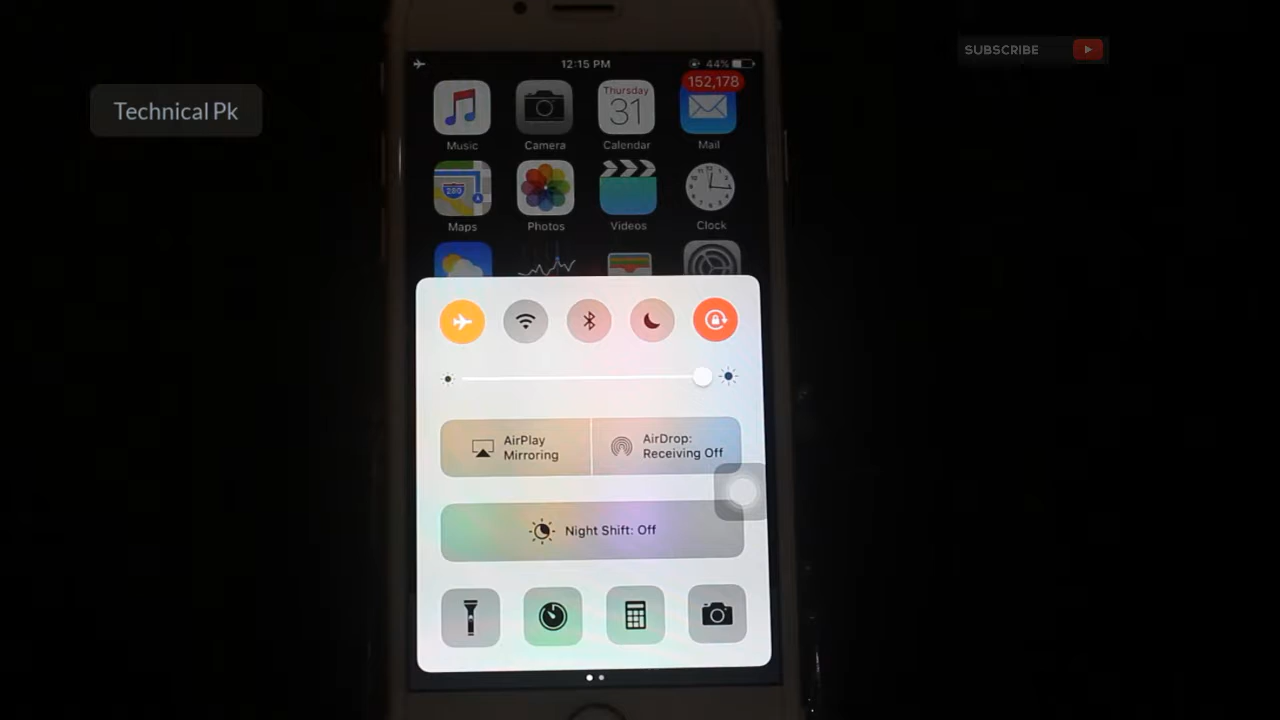 SUBSCRIBE
Technical Pk
12:15 PM
44%
152,178
Thursday
31
Music
Camera
Calendar
Mail
280
Maps
Photos
Videos
Clock
AirPlay
Mirroring
AirDrop:
Receiving Off
Night Shift: Off